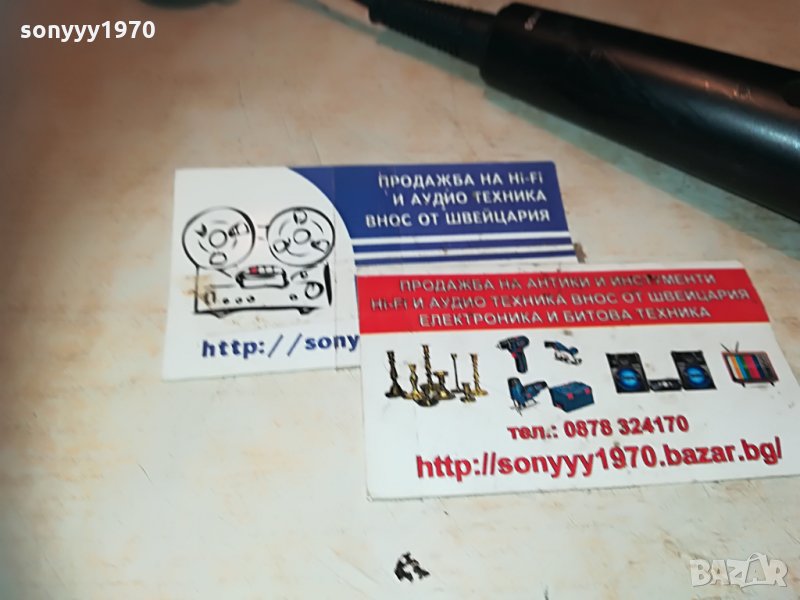 sonyyy1970
ПРОДАЖБА НА Hi-Fi
И АУДИО ТЕХНИКА
ВНОС ОТ ШВЕЙЦАРИЯ
http://sony
ПРОДАЖБА НА АНТИКИ И ИНСТРУМЕНТИ
Hi-Fi И АУДИО ТЕХНИКА ВНОС ОТ ШВЕЙЦАРИЯ
ЕЛЕКТРОНИКА И БИТОВА ТЕХНИКА
тел.: 0878 324170
http://sonyyy1970.bazar.bg/
BAZAR